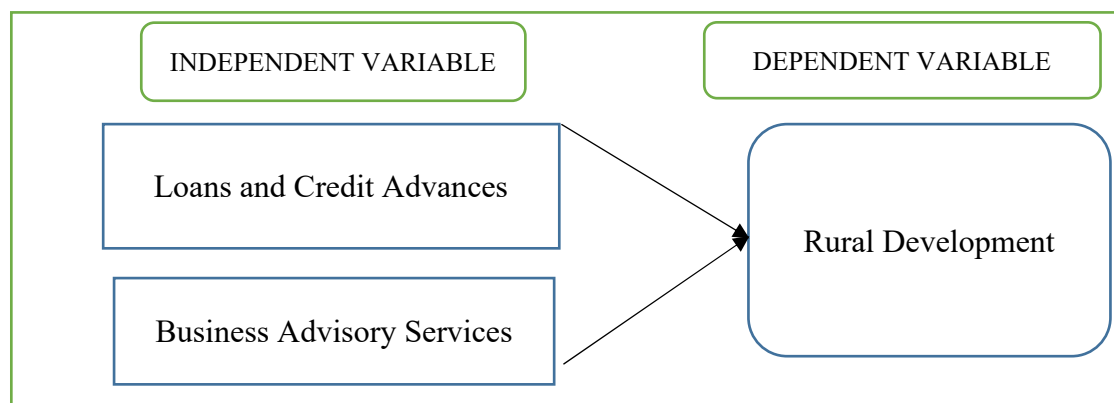 INDEPENDENT VARIABLE
DEPENDENT VARIABLE
Loans and Credit Advances
Rural Development
Business Advisory Services